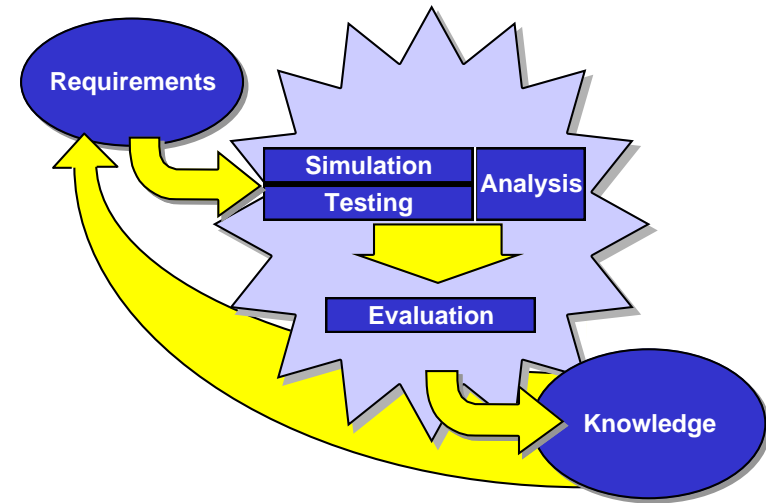 Requirements
Simulation
Analysis
Testing
Evaluation
Knowledge